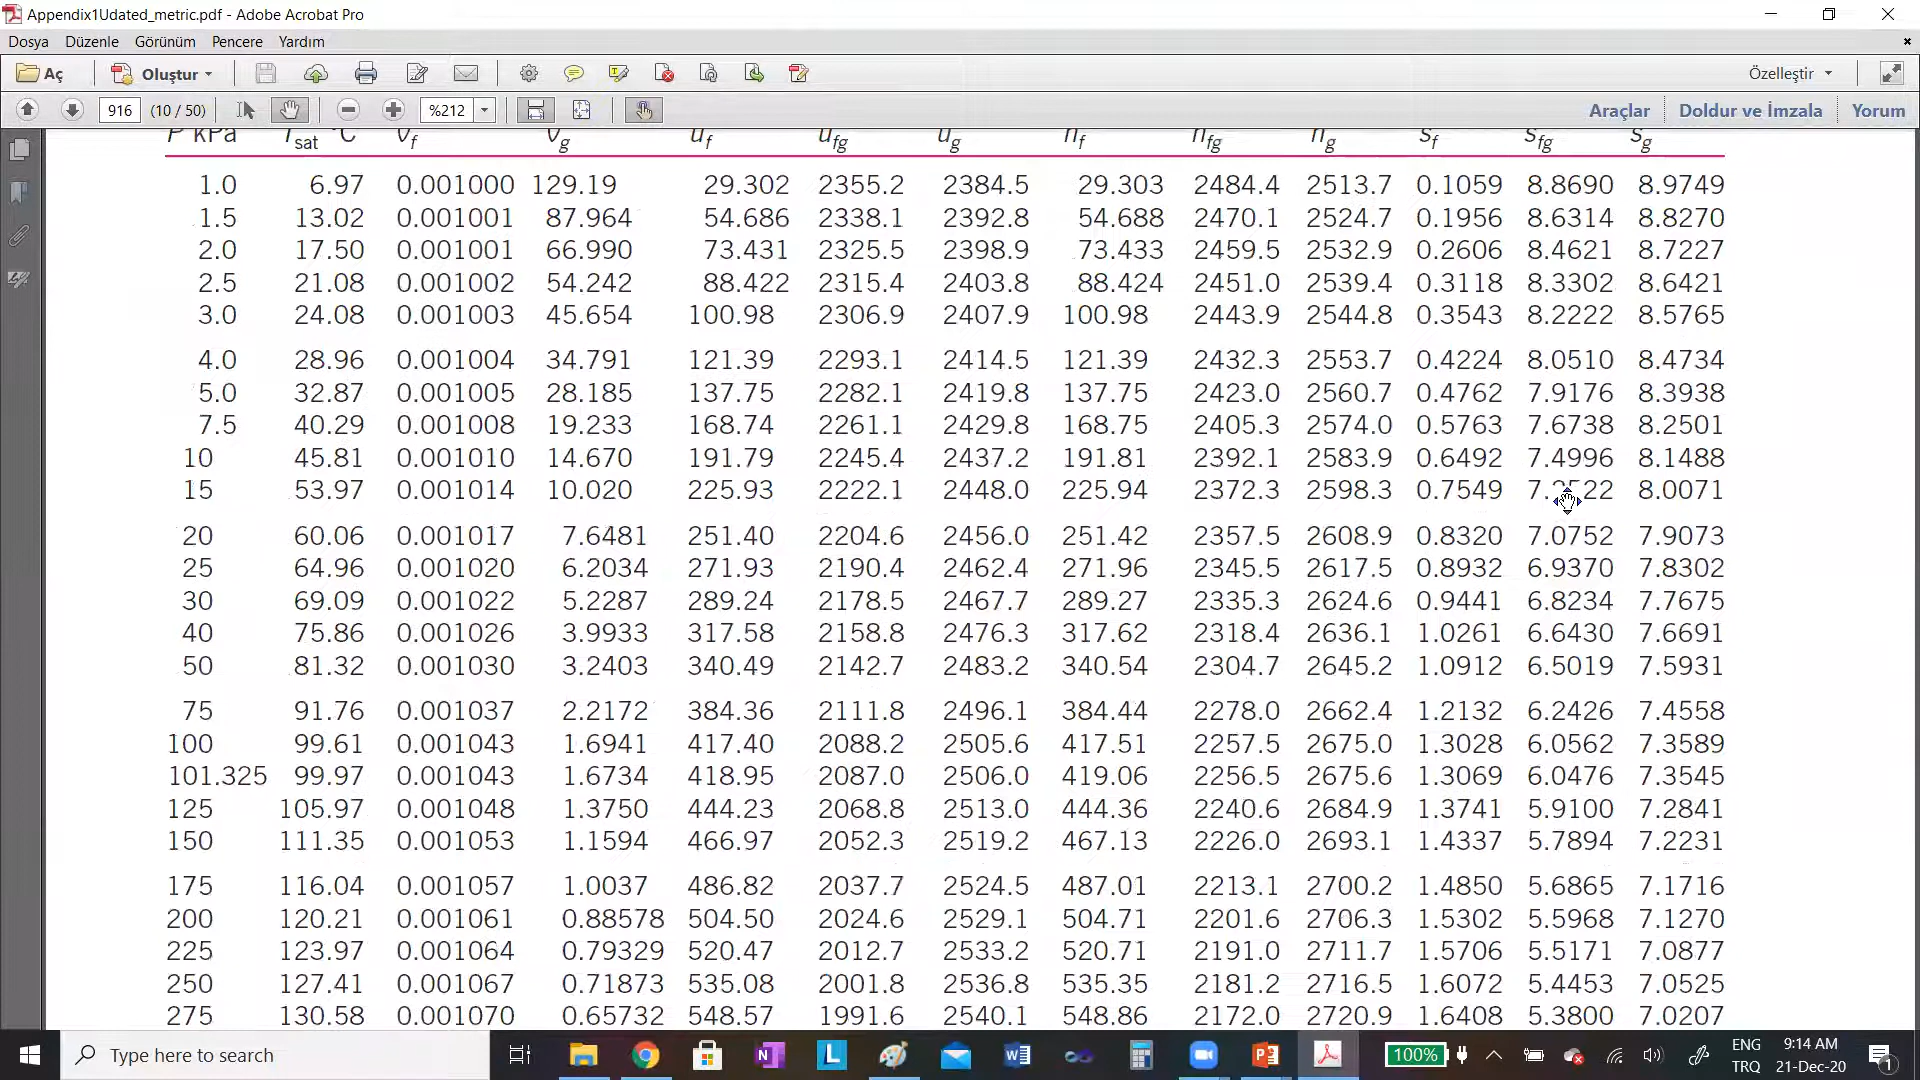 Appendix1Udated_metric.pdf - Adobe Acrobat Pro
Dosya Düzenle Görünüm Pencere Yardım
Aç Oluştur Özelleştir
916 (10 / 50) %212 Araçlar Doldur ve İmzala Yorum
P kPa T sat °C v f v g u f u fg u g h f h fg h g s f s fg s g
1.0 6.97 0.001000 129.19 29.302 2355.2 2384.5 29.303 2484.4 2513.7 0.1059 8.8690 8.9749
1.5 13.02 0.001001 87.964 54.686 2338.1 2392.8 54.688 2470.1 2524.7 0.1956 8.6314 8.8270
2.0 17.50 0.001001 66.990 73.431 2325.5 2398.9 73.433 2459.5 2532.9 0.2606 8.4621 8.7227
2.5 21.08 0.001002 54.242 88.422 2315.4 2403.8 88.424 2451.0 2539.4 0.3118 8.3302 8.6421
3.0 24.08 0.001003 45.654 100.98 2306.9 2407.9 100.98 2443.9 2544.8 0.3543 8.2222 8.5765
4.0 28.96 0.001004 34.791 121.39 2293.1 2414.5 121.39 2432.3 2553.7 0.4224 8.0510 8.4734
5.0 32.87 0.001005 28.185 137.75 2282.1 2419.8 137.75 2423.0 2560.7 0.4762 7.9176 8.3938
7.5 40.29 0.001008 19.233 168.74 2261.1 2429.8 168.75 2405.3 2574.0 0.5763 7.6738 8.2501
10 45.81 0.001010 14.670 191.79 2245.4 2437.2 191.81 2392.1 2583.9 0.6492 7.4996 8.1488
15 53.97 0.001014 10.020 225.93 2222.1 2448.0 225.94 2372.3 2598.3 0.7549 8.0071
20 60.06 0.001017 7.6481 251.40 2204.6 2456.0 251.42 2357.5 2608.9 0.8320 7.0752 7.9073
25 64.96 0.001020 6.2034 271.93 2190.4 2462.4 271.96 2345.5 2617.5 0.8932 6.9370 7.8302
30 69.09 0.001022 5.2287 289.24 2178.5 2467.7 289.27 2335.3 2624.6 0.9441 6.8234 7.7675
40 75.86 0.001026 3.9933 317.58 2158.8 2476.3 317.62 2318.4 2636.1 1.0261 6.6430 7.6691
50 81.32 0.001030 3.2403 340.49 2142.7 2483.2 340.54 2304.7 2645.2 1.0912 6.5019 7.5931
75 91.76 0.001037 2.2172 384.36 2111.8 2496.1 384.44 2278.0 2662.4 1.2132 6.2426 7.4558
100 99.61 0.001043 1.6941 417.40 2088.2 2505.6 417.51 2257.5 2675.0 1.3028 6.0562 7.3589
101.325 99.97 0.001043 1.6734 418.95 2087.0 2506.0 419.06 2256.5 2675.6 1.3069 6.0476 7.3545
125 105.97 0.001048 1.3750 444.23 2068.8 2513.0 444.36 2240.6 2684.9 1.3741 5.9100 7.2841
150 111.35 0.001053 1.1594 466.97 2052.3 2519.2 467.13 2226.0 2693.1 1.4337 5.7894 7.2231
175 116.04 0.001057 1.0037 486.82 2037.7 2524.5 487.01 2213.1 2700.2 1.4850 5.6865 7.1716
200 120.21 0.001061 0.88578 504.50 2024.6 2529.1 504.71 2201.6 2706.3 1.5302 5.5968 7.1270
225 123.97 0.001064 0.79329 520.47 2012.7 2533.2 520.71 2191.0 2711.7 1.5706 5.5171 7.0877
250 127.41 0.001067 0.71873 535.08 2001.8 2536.8 535.35 2181.2 2716.5 1.6072 5.4453 7.0525
275 130.58 0.001070 0.65732 548.57 1991.6 2540.1 548.86 2172.0 2720.9 1.6408 5.3800 7.0207
Type here to search 100% ENG 9:14 AM
TRQ 21-Dec-20 1